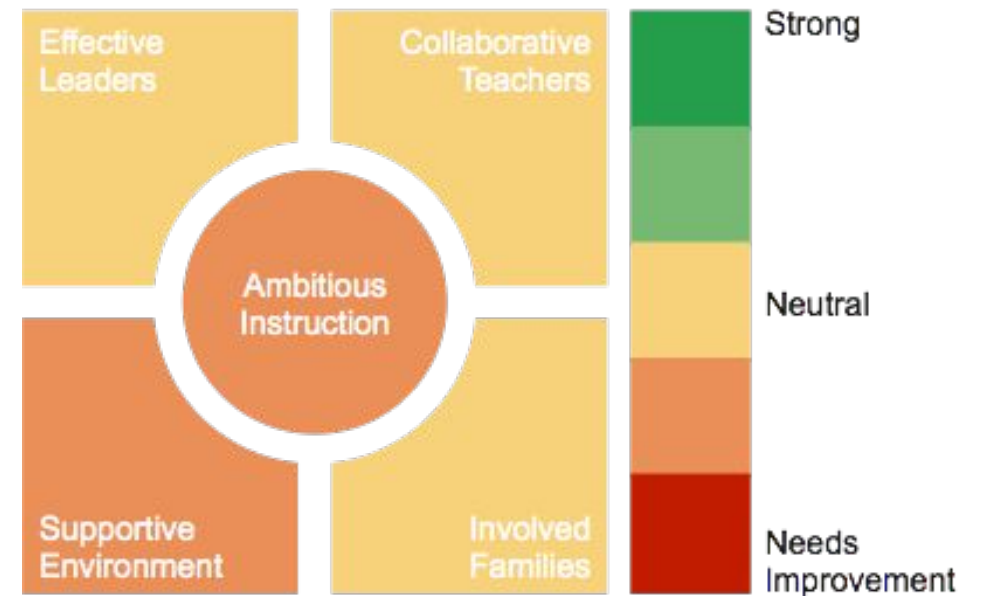 Effective
Leaders
Collaborative
Teachers
Ambitious
Instruction
Supportive
Environment
Involved
Families
Strong
Neutral
Needs
Improvement